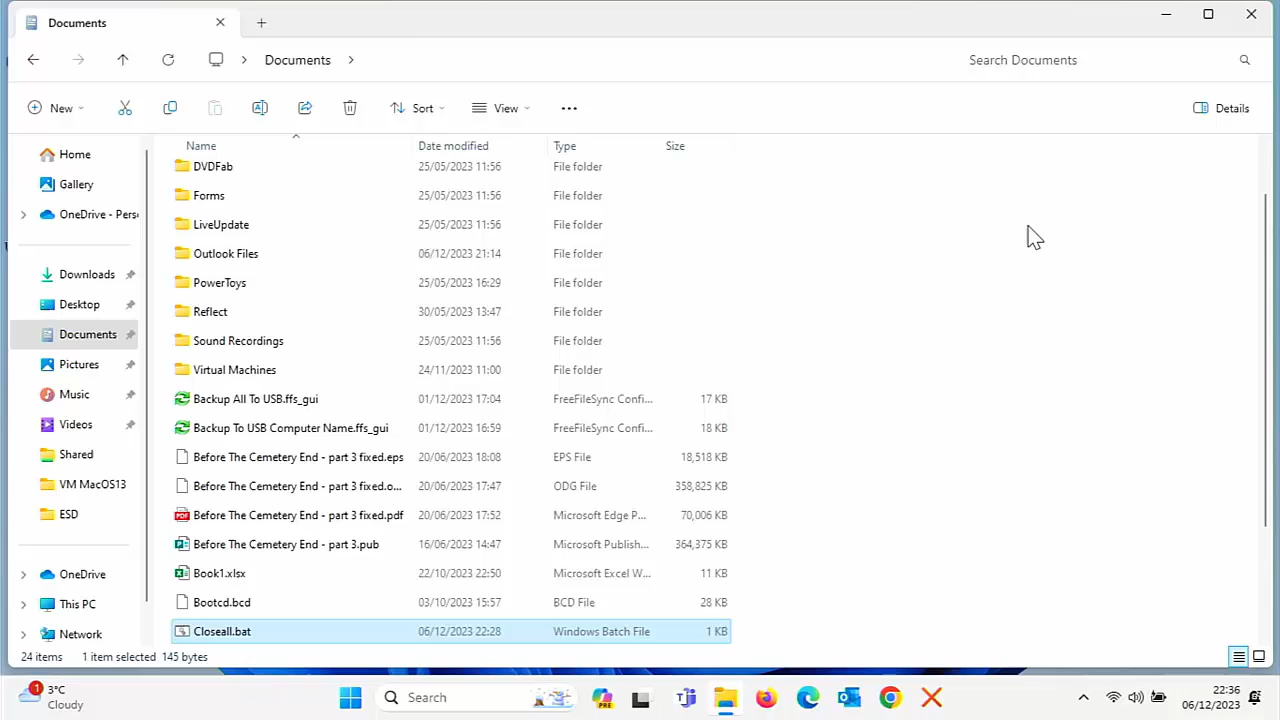 Documents
Documents
Search Documents
New
Sort
View
Details
Name Date modified Type Size
DVDFab 25/05/2023 11:56 File folder
Forms 25/05/2023 11:56 File folder
LiveUpdate 25/05/2023 11:56 File folder
Outlook Files 06/12/2023 21:14 File folder
PowerToys 25/05/2023 16:29 File folder
Reflect 30/05/2023 13:47 File folder
Sound Recordings 25/05/2023 11:56 File folder
Virtual Machines 24/11/2023 11:00 File folder
Backup All To USB.ffs_gui 01/12/2023 17:04 FreeFileSync Confi... 17 KB
Backup To USB Computer Name.ffs_gui 01/12/2023 16:59 FreeFileSync Confi... 18 KB
Before The Cemetery End - part 3 fixed.eps 20/06/2023 18:08 EPS File 18,518 KB
Before The Cemetery End - part 3 fixed.o... 20/06/2023 17:47 ODG File 358,825 KB
Before The Cemetery End - part 3 fixed.pdf 20/06/2023 17:52 Microsoft Edge P... 70,006 KB
Before The Cemetery End - part 3.pub 16/06/2023 14:47 Microsoft Publish... 364,375 KB
Book1.xlsx 22/10/2023 22:50 Microsoft Excel W... 11 KB
Bootcd.bcd 03/10/2023 15:57 BCD File 28 KB
Closeall.bat 06/12/2023 22:28 Windows Batch File 1 KB
Home
Gallery
OneDrive - Pers
Downloads
Desktop
Documents
Pictures
Music
Videos
Shared
VM MacOS13
ESD
OneDrive
This PC
Network
24 items 1 item selected 145 bytes
1
3°C
Cloudy
Search
PRE
22:36
06/12/2023